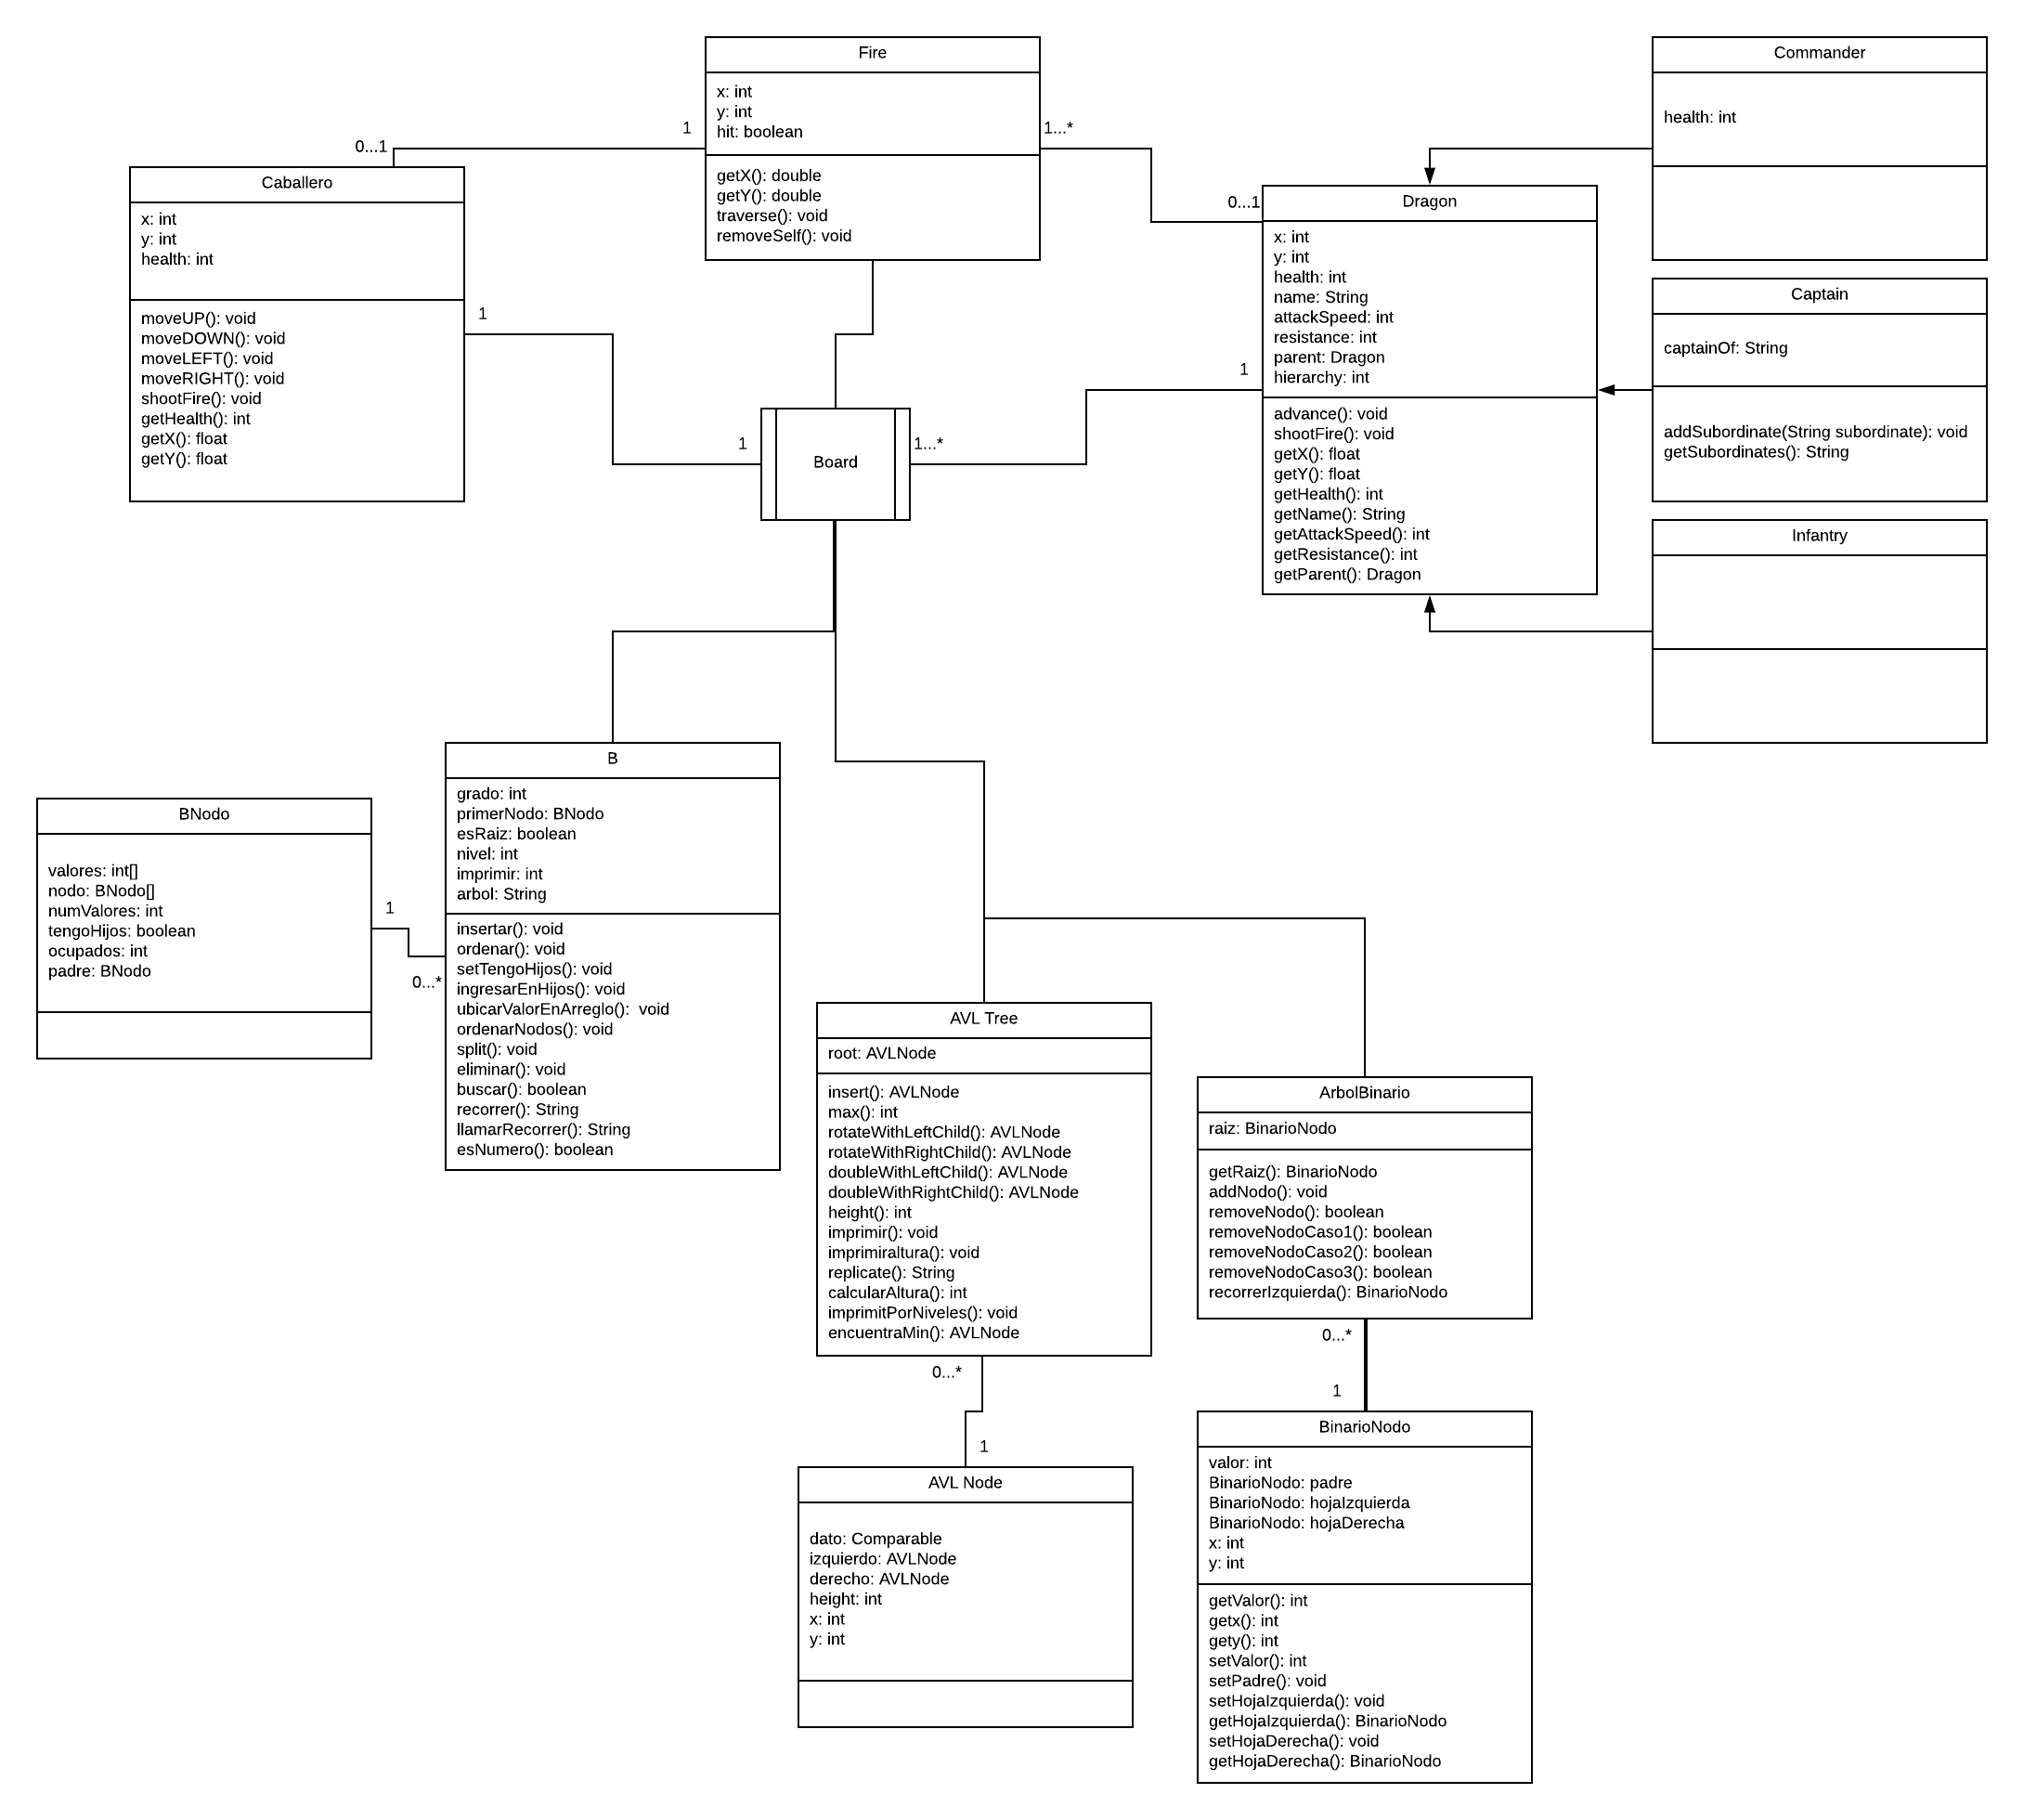 Fire
x: int
y: int
hit: boolean
getX(): double
getY(): double
traverse(): void
removeSelf(): void
1
0...1
1...*
0...1
Caballero
x: int
y: int
health: int
moveUP(): void
moveDOWN(): void
moveLEFT(): void
moveRIGHT(): void
shootFire(): void
getHealth(): int
getX(): float
getY(): float
1
1
Board
1...*
1
Dragon
x: int
y: int
health: int
name: String
attackSpeed: int
resistance: int
parent: Dragon
hierarchy: int
advance(): void
shootFire(): void
getX(): float
getY(): float
getHealth(): int
getName(): String
getAttackSpeed(): int
getResistance(): int
getParent(): Dragon
Commander
health: int
Captain
captainOf: String
addSubordinate(String subordinate): void
getSubordinates(): String
Infantry
BNodo
valores: int[]
nodo: BNodo[]
numValores: int
tengoHijos: boolean
ocupados: int
padre: BNodo
1
0...*
B
grado: int
primerNodo: BNodo
esRaiz: boolean
nivel: int
imprimir: int
arbol: String
insertar(): void
ordenar(): void
setTengoHijos(): void
ingresarEnHijos(): void
ubicarValorEnArreglo():  void
ordenarNodos(): void
split(): void
eliminar(): void
buscar(): boolean
recorrer(): String
llamarRecorrer(): String
esNumero(): boolean
AVL Tree
root: AVLNode
insert(): AVLNode
max(): int
rotateWithLeftChild(): AVLNode
rotateWithRightChild(): AVLNode
doubleWithLeftChild(): AVLNode
doubleWithRightChild(): AVLNode
height(): int
imprimir(): void
imprimiraltura(): void
replicate(): String
calcularAltura(): int
imprimitPorNiveles(): void
encuentraMin(): AVLNode
0...*
1
AVL Node
dato: Comparable
izquierdo: AVLNode
derecho: AVLNode
height: int
x: int
y: int
ArbolBinario
raiz: BinarioNodo
getRaiz(): BinarioNodo
addNodo(): void
removeNodo(): boolean
removeNodoCaso1(): boolean
removeNodoCaso2(): boolean
removeNodoCaso3(): boolean
recorrerIzquierda(): BinarioNodo
0...*
1
BinarioNodo
valor: int
BinarioNodo: padre
BinarioNodo: hojaIzquierda
BinarioNodo: hojaDerecha
x: int
y: int
getValor(): int
getx(): int
gety(): int
setValor(): int
setPadre(): void
setHojaIzquierda(): void
getHojaIzquierda(): BinarioNodo
setHojaDerecha(): void
getHojaDerecha(): BinarioNodo